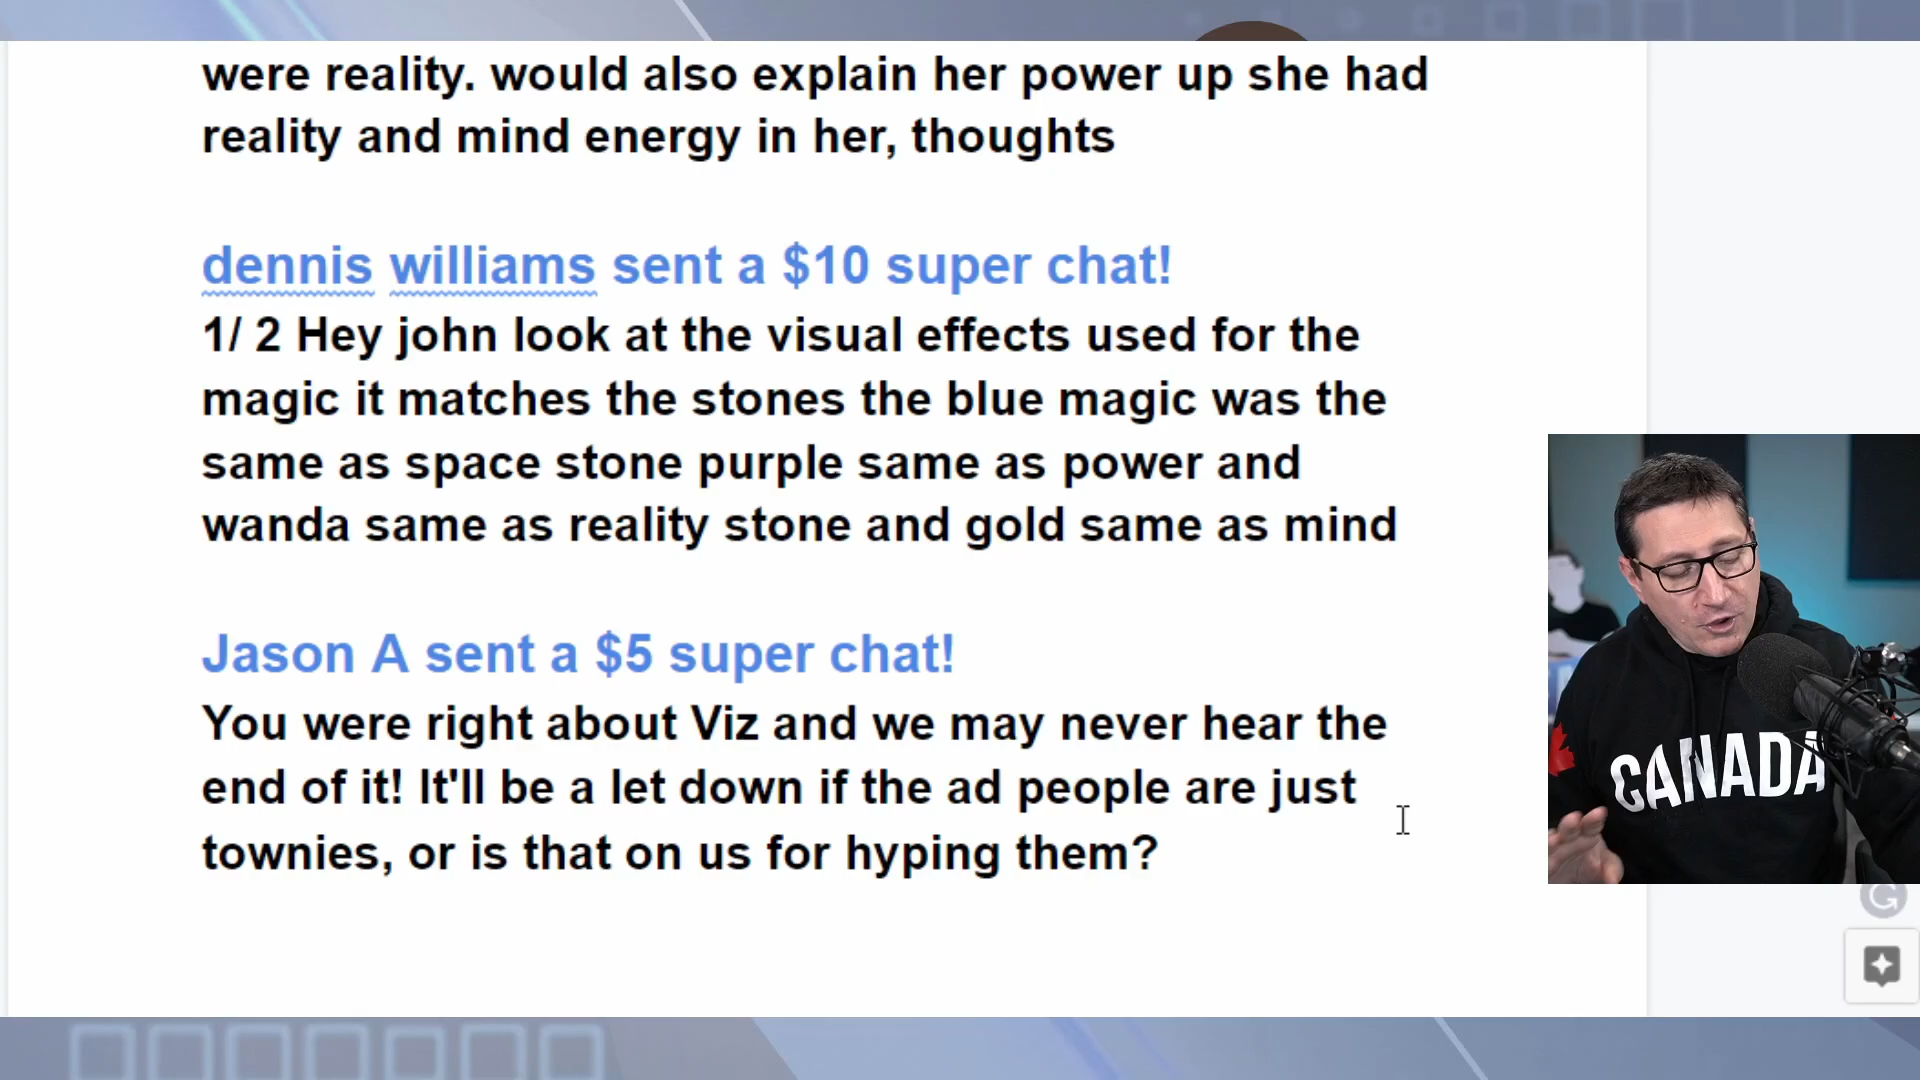 were reality. would also explain her power up she had
reality and mind energy in her, thoughts
dennis williams sent a $10 super chat!
1/ 2 Hey john look at the visual effects used for the
magic it matches the stones the blue magic was the
same as space stone purple same as power and
wanda same as reality stone and gold same as mind
Jason A sent a $5 super chat!
You were right about Viz and we may never hear the
end of it! It'll be a let down if the ad people are just
townies, or is that on us for hyping them?
CANADA